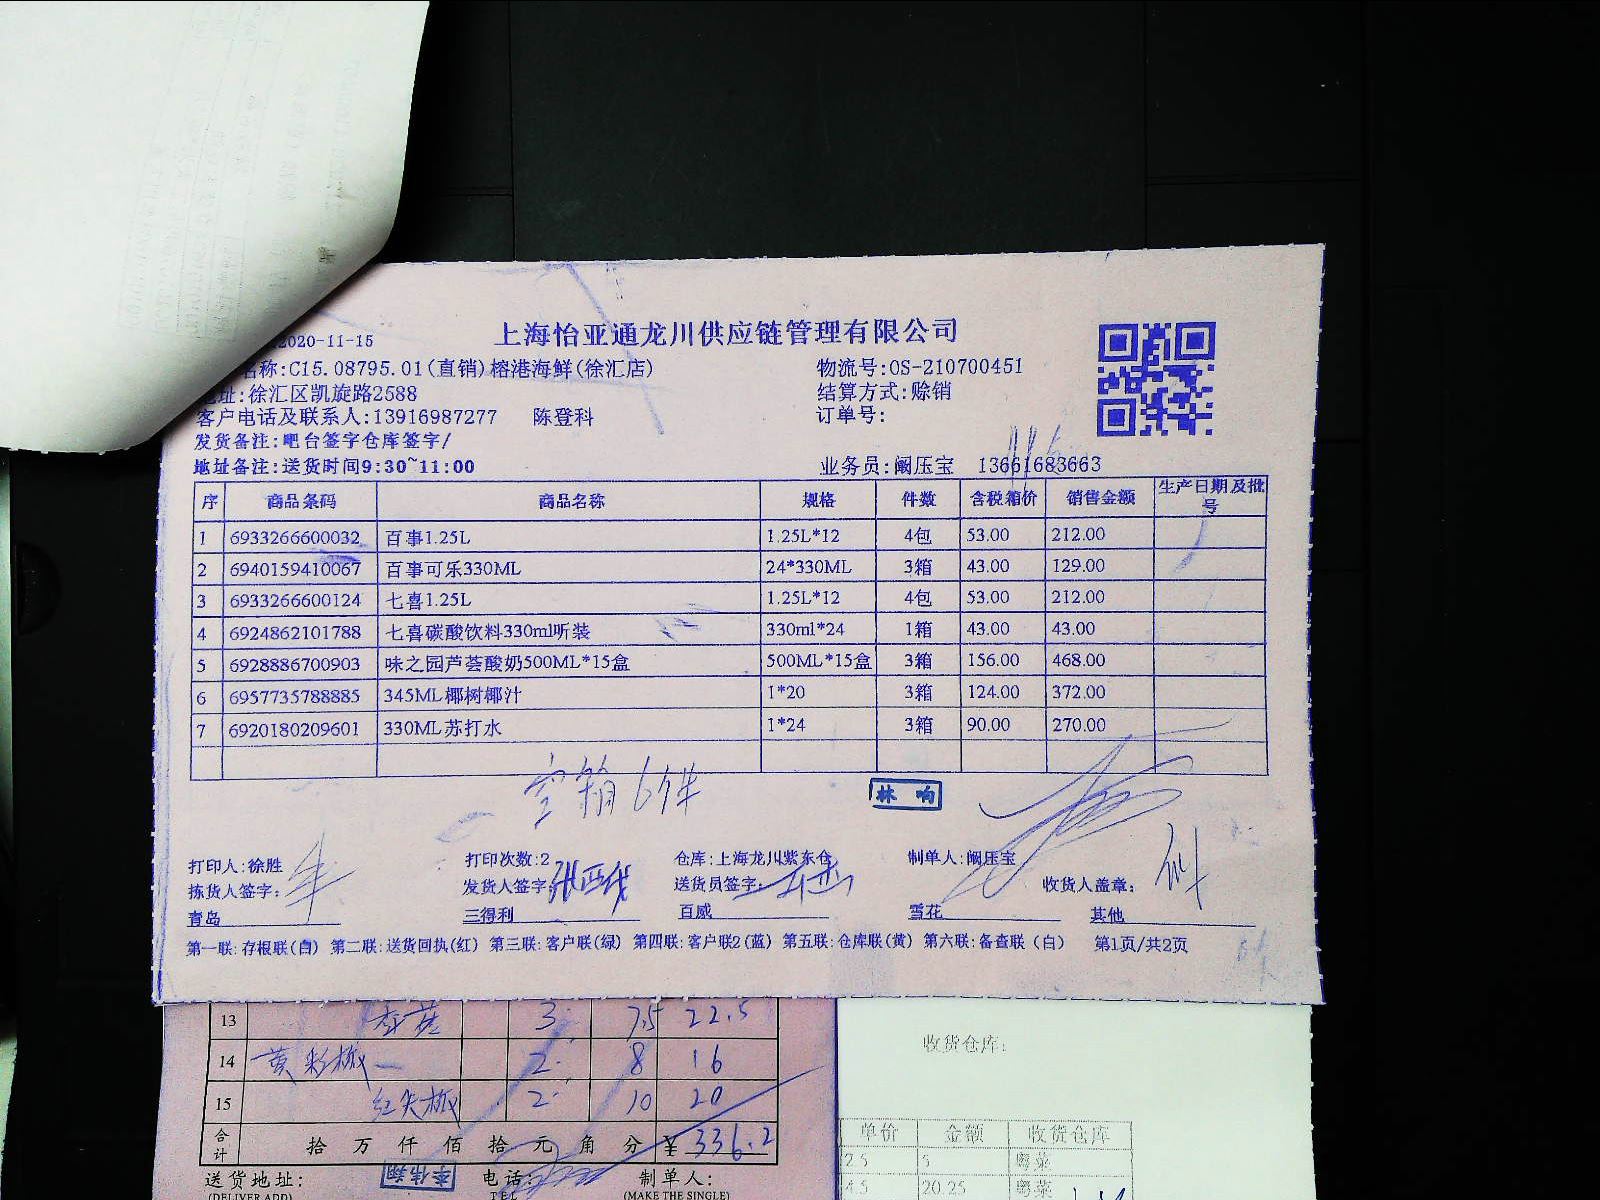 2020-11-15
上海怡亚通龙川供应链管理有限公司
名称:C15.08795.01(直销)榕港海鲜(徐汇店)
物流号:OS-210700451
址:徐汇区凯旋路2588
结算方式:赊销
客户电话及联系人:13916987277 陈登科
订单号:
发货备注:吧台签字仓库签字/
地址备注:送货时间9:30~11:00
业务员:阚压宝 13661683663
序 商品条码 商品名称 规格 件数 含税箱价 销售金额 生产日期及批号
1 6933266600032 百事1.25L 1.25L*12 4包 53.00 212.00
2 6940159410067 百事可乐330ML 24*330ML 3箱 43.00 129.00
3 6933266600124 七喜1.25L 1.25L*12 4包 53.00 212.00
4 6924862101788 七喜碳酸饮料330ml听装 330ml*24 1箱 43.00 43.00
5 6928886700903 味之园芦荟酸奶500ML*15盒 500ML*15盒 3箱 156.00 468.00
6 6957735788885 345ML椰树椰汁 1*20 3箱 124.00 372.00
7 6920180209601 330ML苏打水 1*24 3箱 90.00 270.00
空箱6件
林响
打印人:徐胜 打印次数:2 仓库:上海龙川紫东仓 制单人:阚压宝
拣货人签字: 发货人签字: 送货员签字: 收货人盖章:
青岛 三得利 百威 雪花 其他
第一联:存根联(白) 第二联:送货回执(红) 第三联:客户联(绿) 第四联:客户联2(蓝) 第五联:仓库联(黄) 第六联:备查联(白) 第1页/共2页
13 3 7.5 22.5
14 黄彩椒 2 8 16
15 红尖椒 2 10 20
合计 拾万仟佰拾元角分 ¥336.2
送货地址: 李伟翔 电话: 制单人:
(DELIVER ADD) TEL (MAKE THE SINGLE)
收货仓库:
单价 金额 收货仓库
2.5 5 粤菜
4.5 20.25 粤菜